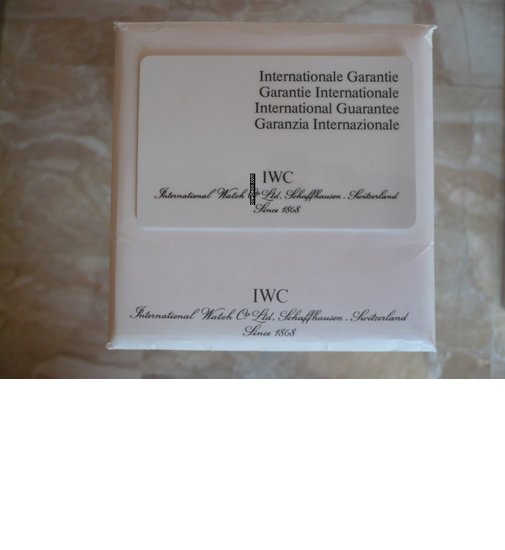 Internationale Garantie
Garantie Internationale
International Guarantee
Garanzia Internazionale
IWC
International Watch Co Ltd. Schaffhausen . Switzerland
Since 1868
IWC
International Watch Co Ltd. Schaffhausen . Switzerland
Since 1868